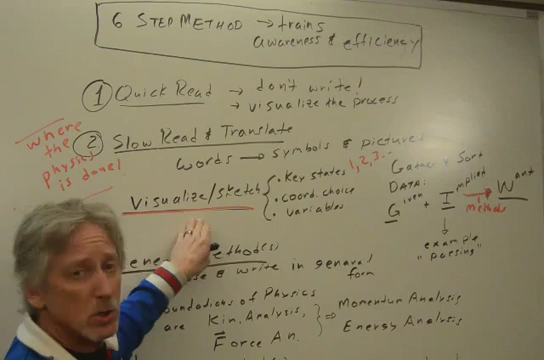 6 STEP METHOD → trains
awareness & efficiency
1 Quick Read → don't write!
→ visualize the process
where
the
physics
is done!
2 Slow Read & Translate
words → symbols & pictures
Visualize/sketch
• Key states 1, 2, 3...
• coord. choice
• variables
Gather & Sort
DATA:
Given + Implied → Want
method
example
"parsing"
& write in general
form
Foundations of Physics
are Kin. Analysis,
Force An.
⇒ Momentum Analysis
Energy Analysis